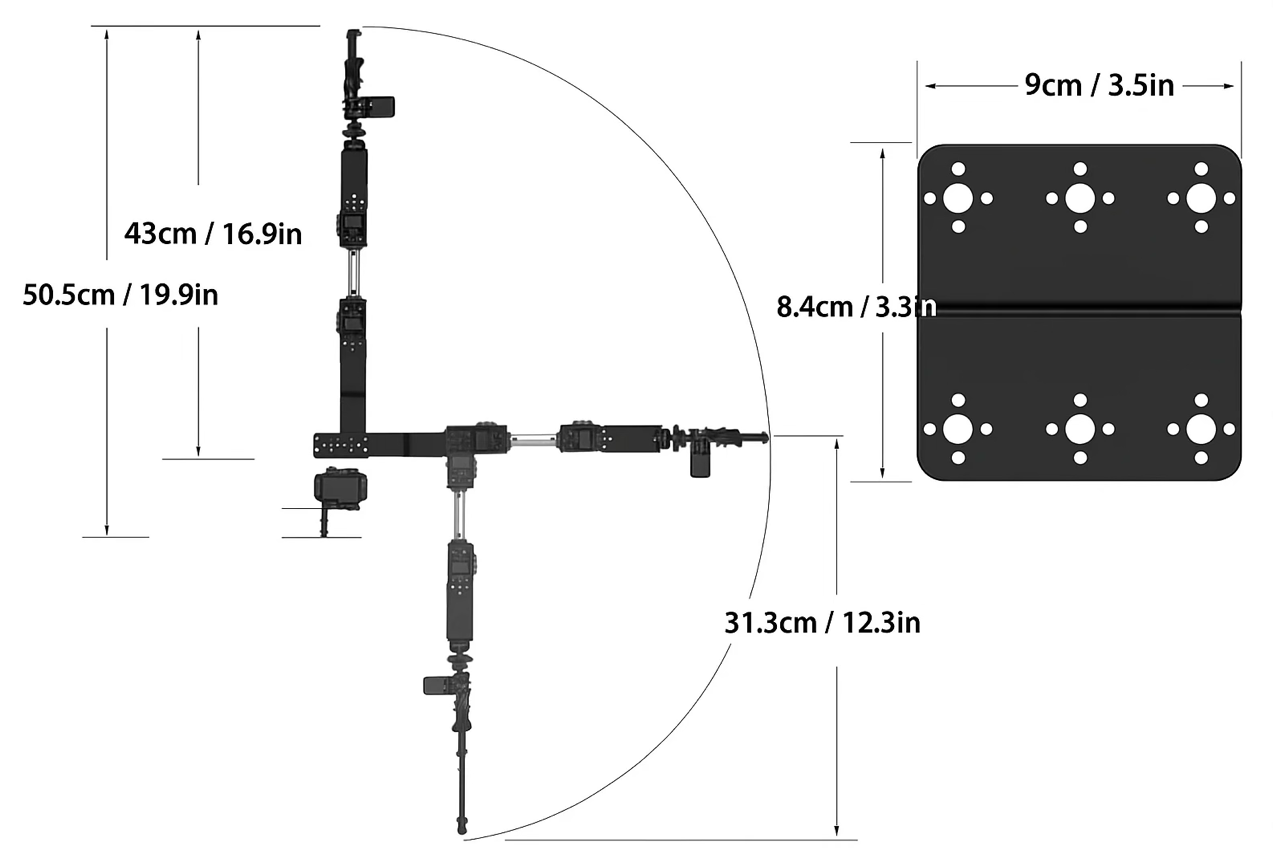 9cm / 3.5in
43cm / 16.9in
50.5cm / 19.9in
8.4cm / 3.3in
31.3cm / 12.3in